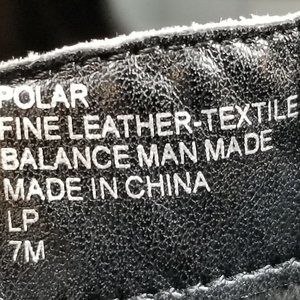 POLAR
FINE LEATHER-TEXTILE
BALANCE MAN MADE
MADE IN CHINA
LP
7M